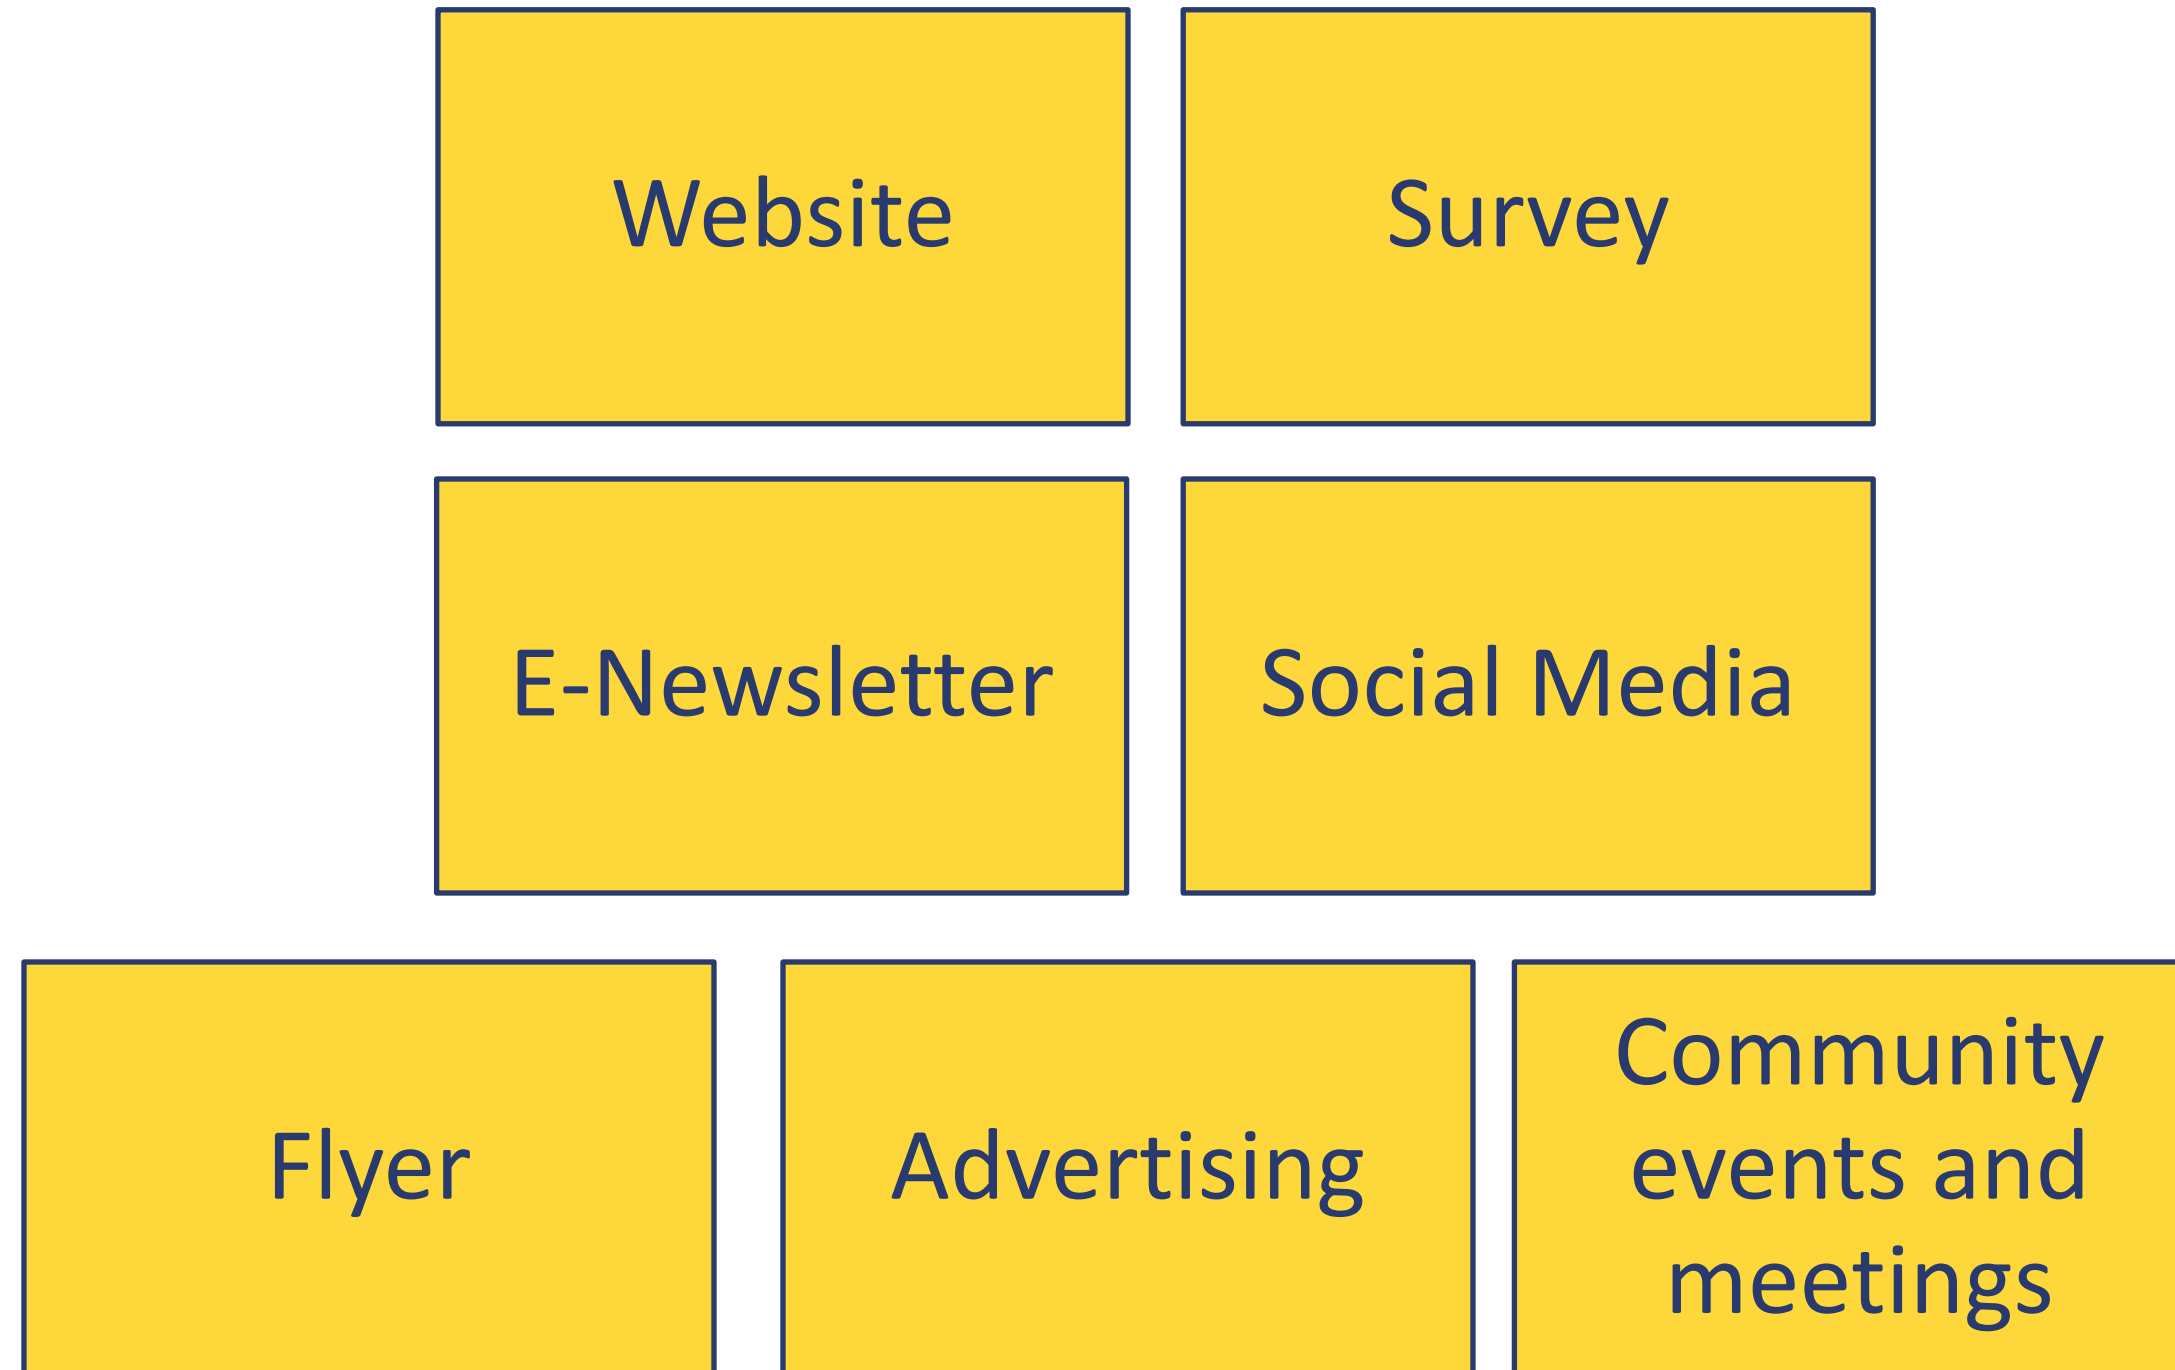 Website
Survey
E-Newsletter
Social Media
Flyer
Advertising
Community
events and
meetings